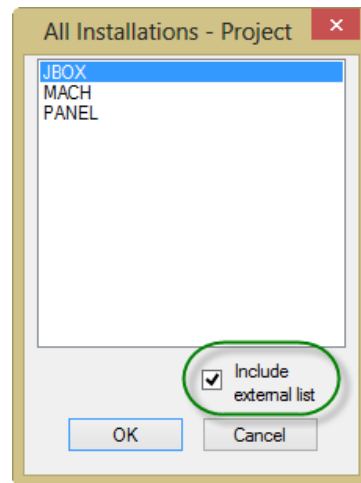 All Installations - Project
JBOX
MACH
PANEL
Include
external list
OK Cancel